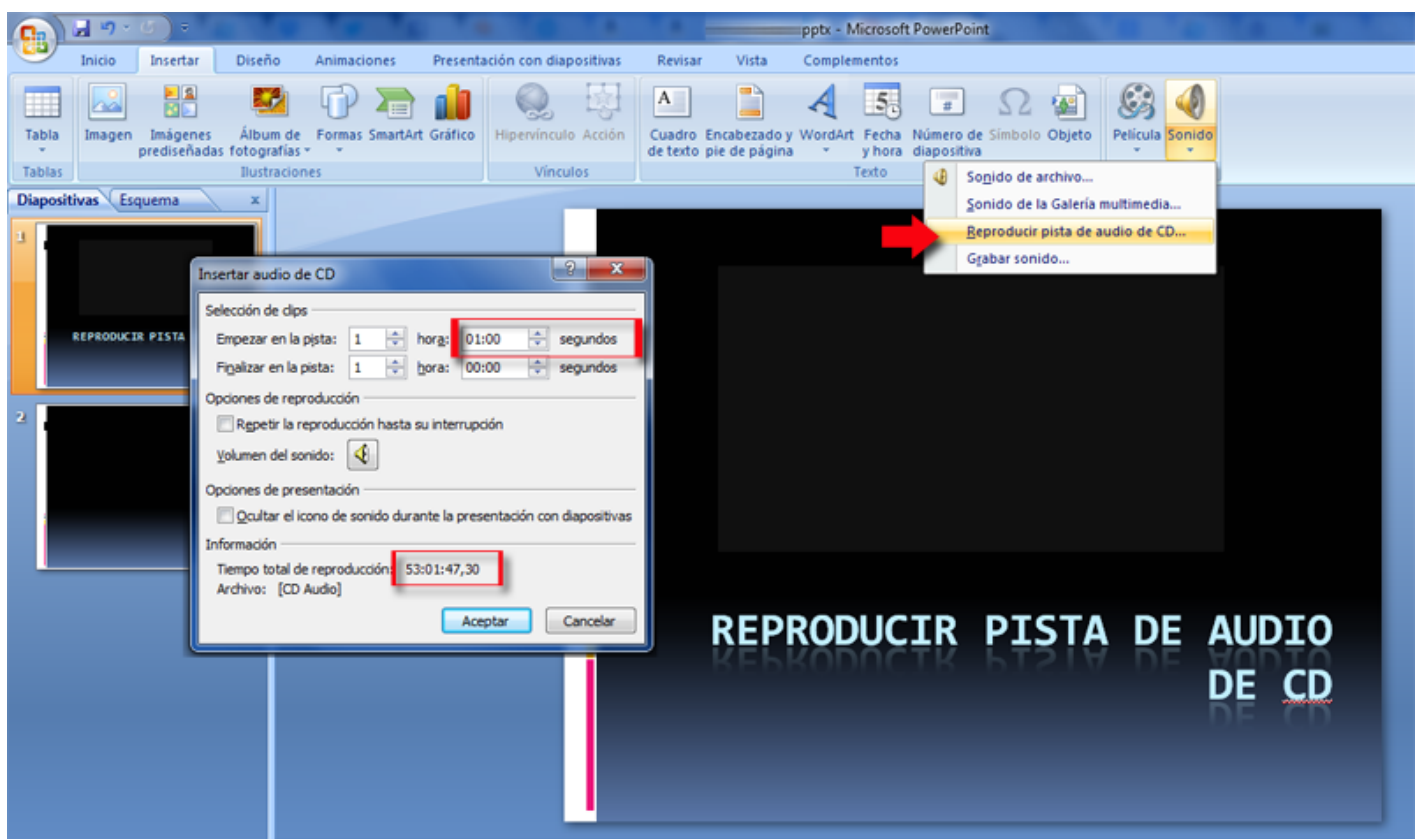 pptx - Microsoft PowerPoint
Inicio Insertar Diseño Animaciones Presentación con diapositivas Revisar Vista Complementos
Tabla Imagen Imágenes prediseñadas Álbum de fotografías Formas SmartArt Gráfico Hipervínculo Acción Cuadro de texto Encabezado y pie de página WordArt Fecha y hora Número de diapositiva Símbolo Objeto Película Sonido
Tablas Ilustraciones Vínculos Texto
Sonido de archivo...
Sonido de la Galería multimedia...
Reproducir pista de audio de CD...
Grabar sonido...
Diapositivas Esquema x
1
REPRODUCIR PISTA
2
Insertar audio de CD
Selección de clips
Empezar en la pista: 1 hora: 01:00 segundos
Finalizar en la pista: 1 hora: 00:00 segundos
Opciones de reproducción
Repetir la reproducción hasta su interrupción
Volumen del sonido:
Opciones de presentación
Ocultar el icono de sonido durante la presentación con diapositivas
Información
Tiempo total de reproducción: 53:01:47,30
Archivo: [CD Audio]
Aceptar Cancelar
REPRODUCIR PISTA DE AUDIO
DE CD